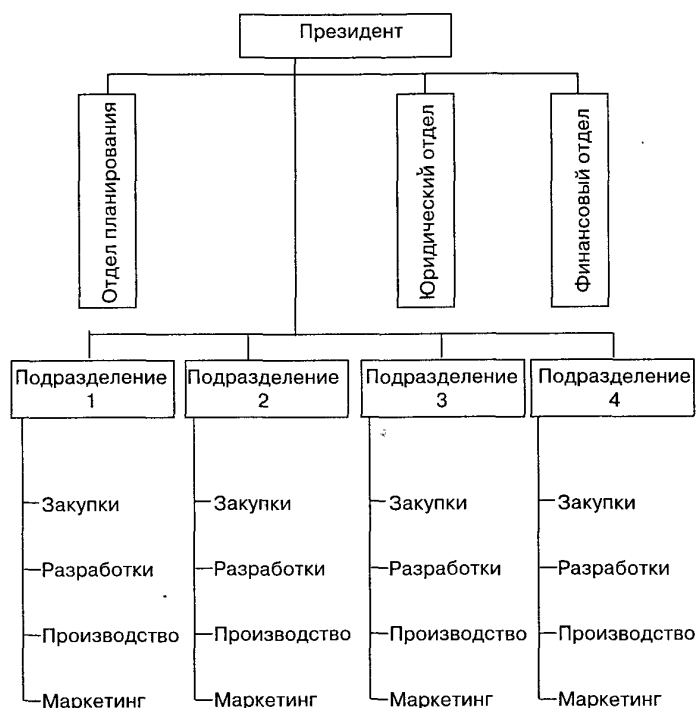 Президент
Отдел планирования
Юридический отдел
Финансовый отдел
Подразделение
1
Подразделение
2
Подразделение
3
Подразделение
4
Закупки
Закупки
Закупки
Закупки
Разработки
Разработки
Разработки
Разработки
Производство
Производство
Производство
Производство
Маркетинг
Маркетинг
Маркетинг
Маркетинг